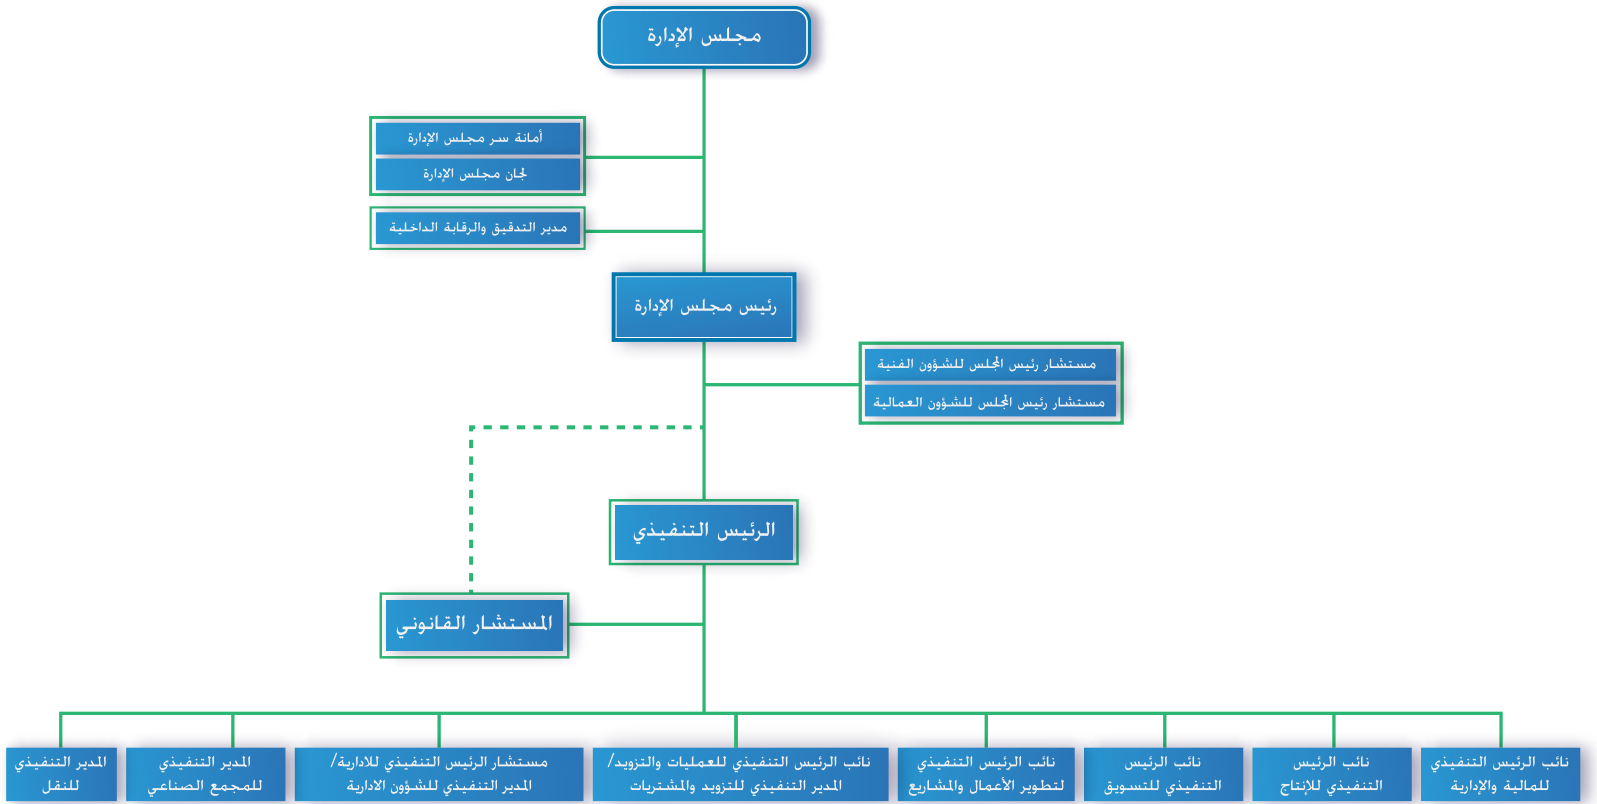 مجلس الإدارة
أمانة سر مجلس الإدارة
لجان مجلس الإدارة
مدير التدقيق والرقابة الداخلية
رئيس مجلس الإدارة
مستشار رئيس المجلس للشؤون الفنية
مستشار رئيس المجلس للشؤون العمالية
الرئيس التنفيذي
المستشار القانوني
نائب الرئيس التنفيذي
للمالية والإدارية
نائب الرئيس
التنفيذي للإنتاج
نائب الرئيس
التنفيذي للتسويق
نائب الرئيس التنفيذي
لتطوير الأعمال والمشاريع
نائب الرئيس التنفيذي للعمليات والتزويد/
المدير التنفيذي للتزويد والمشتريات
مستشار الرئيس التنفيذي للادارية/
المدير التنفيذي للشؤون الادارية
المدير التنفيذي
للمجمع الصناعي
المدير التنفيذي
للنقل